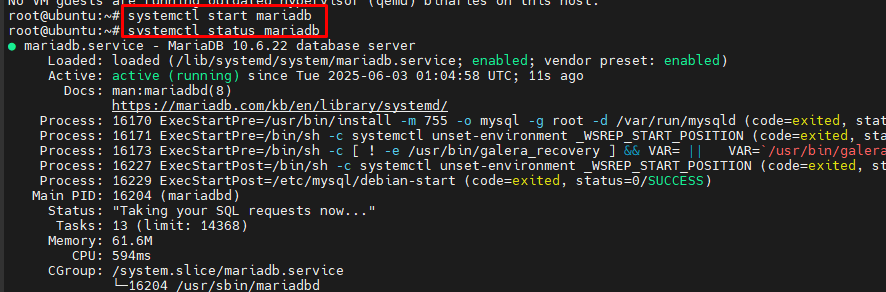 No VM guests are running outdated hypervisor (qemu) binaries on this host.
root@ubuntu:~# systemctl start mariadb
root@ubuntu:~# systemctl status mariadb
● mariadb.service - MariaDB 10.6.22 database server
Loaded: loaded (/lib/systemd/system/mariadb.service; enabled; vendor preset: enabled)
Active: active (running) since Tue 2025-06-03 01:04:58 UTC; 11s ago
Docs: man:mariadbd(8)
https://mariadb.com/kb/en/library/systemd/
Process: 16170 ExecStartPre=/usr/bin/install -m 755 -o mysql -g root -d /var/run/mysqld (code=exited, stat
Process: 16171 ExecStartPre=/bin/sh -c systemctl unset-environment _WSREP_START_POSITION (code=exited, sta
Process: 16173 ExecStartPre=/bin/sh -c [ ! -e /usr/bin/galera_recovery ] && VAR= || VAR=`/usr/bin/galera
Process: 16227 ExecStartPost=/bin/sh -c systemctl unset-environment _WSREP_START_POSITION (code=exited, st
Process: 16229 ExecStartPost=/etc/mysql/debian-start (code=exited, status=0/SUCCESS)
Main PID: 16204 (mariadbd)
Status: "Taking your SQL requests now..."
Tasks: 13 (limit: 14368)
Memory: 61.6M
CPU: 594ms
CGroup: /system.slice/mariadb.service
└─16204 /usr/sbin/mariadbd